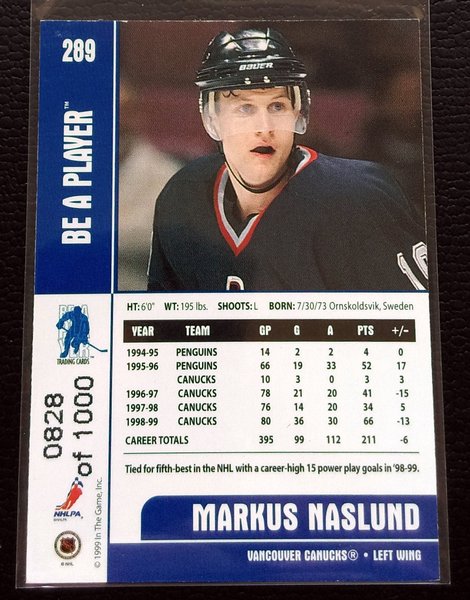 289
BE A PLAYER™
BAUER
HT: 6'0" WT: 195 lbs. SHOOTS: L BORN: 7/30/73 Ornskoldsvik, Sweden
YEAR TEAM GP G A PTS +/-
1994-95 PENGUINS 14 2 2 4 0
1995-96 PENGUINS 66 19 33 52 17
CANUCKS 10 3 0 3 3
1996-97 CANUCKS 78 21 20 41 -15
1997-98 CANUCKS 76 14 20 34 5
1998-99 CANUCKS 80 36 30 66 -13
CAREER TOTALS 395 99 112 211 -6
Tied for fifth-best in the NHL with a career-high 15 power play goals in '98-99.
BE A
PLAYER
TRADING CARDS
0828
of 1000
NHLPA
© NHL
© 1999 In The Game, Inc.
MARKUS NASLUND
VANCOUVER CANUCKS® • LEFT WING